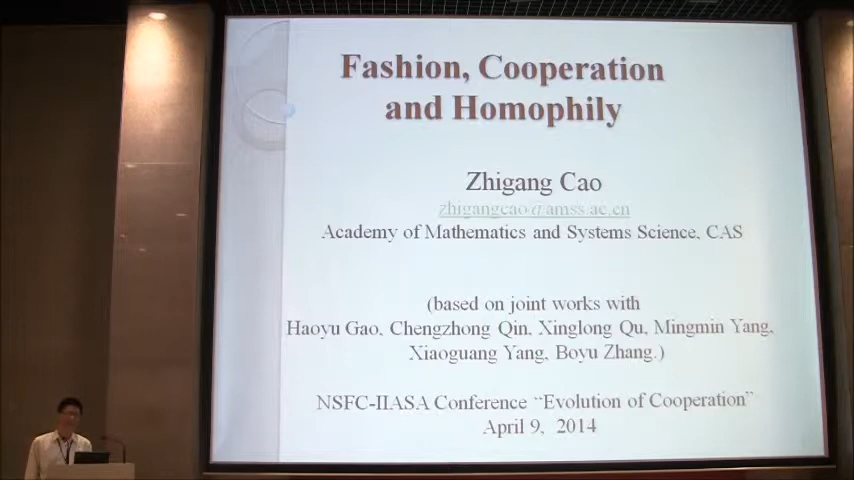 Fashion, Cooperation
and Homophily
Zhigang Cao
zhigangcao@amss.ac.cn
Academy of Mathematics and Systems Science, CAS
(based on joint works with
Haoyu Gao, Chengzhong Qin, Xinglong Qu, Mingmin Yang,
Xiaoguang Yang, Boyu Zhang.)
NSFC-IIASA Conference “Evolution of Cooperation”
April 9, 2014